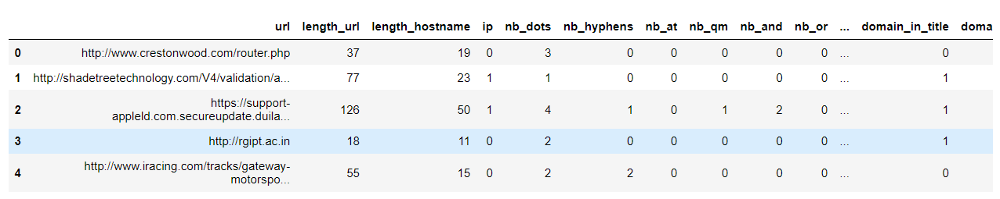 url length_url length_hostname ip nb_dots nb_hyphens nb_at nb_qm nb_and nb_or ... domain_in_title doma
0 http://www.crestonwood.com/router.php 37 19 0 3 0 0 0 0 0 ... 0
1 http://shadetreetechnology.com/V4/validation/a... 77 23 1 1 0 0 0 0 0 ... 1
https://support-
2 appleld.com.secureupdate.duila... 126 50 1 4 1 0 1 2 0 ... 1
3 http://rgipt.ac.in 18 11 0 2 0 0 0 0 0 ... 1
http://www.iracing.com/tracks/gateway-
4 motorspo... 55 15 0 2 2 0 0 0 0 ... 0